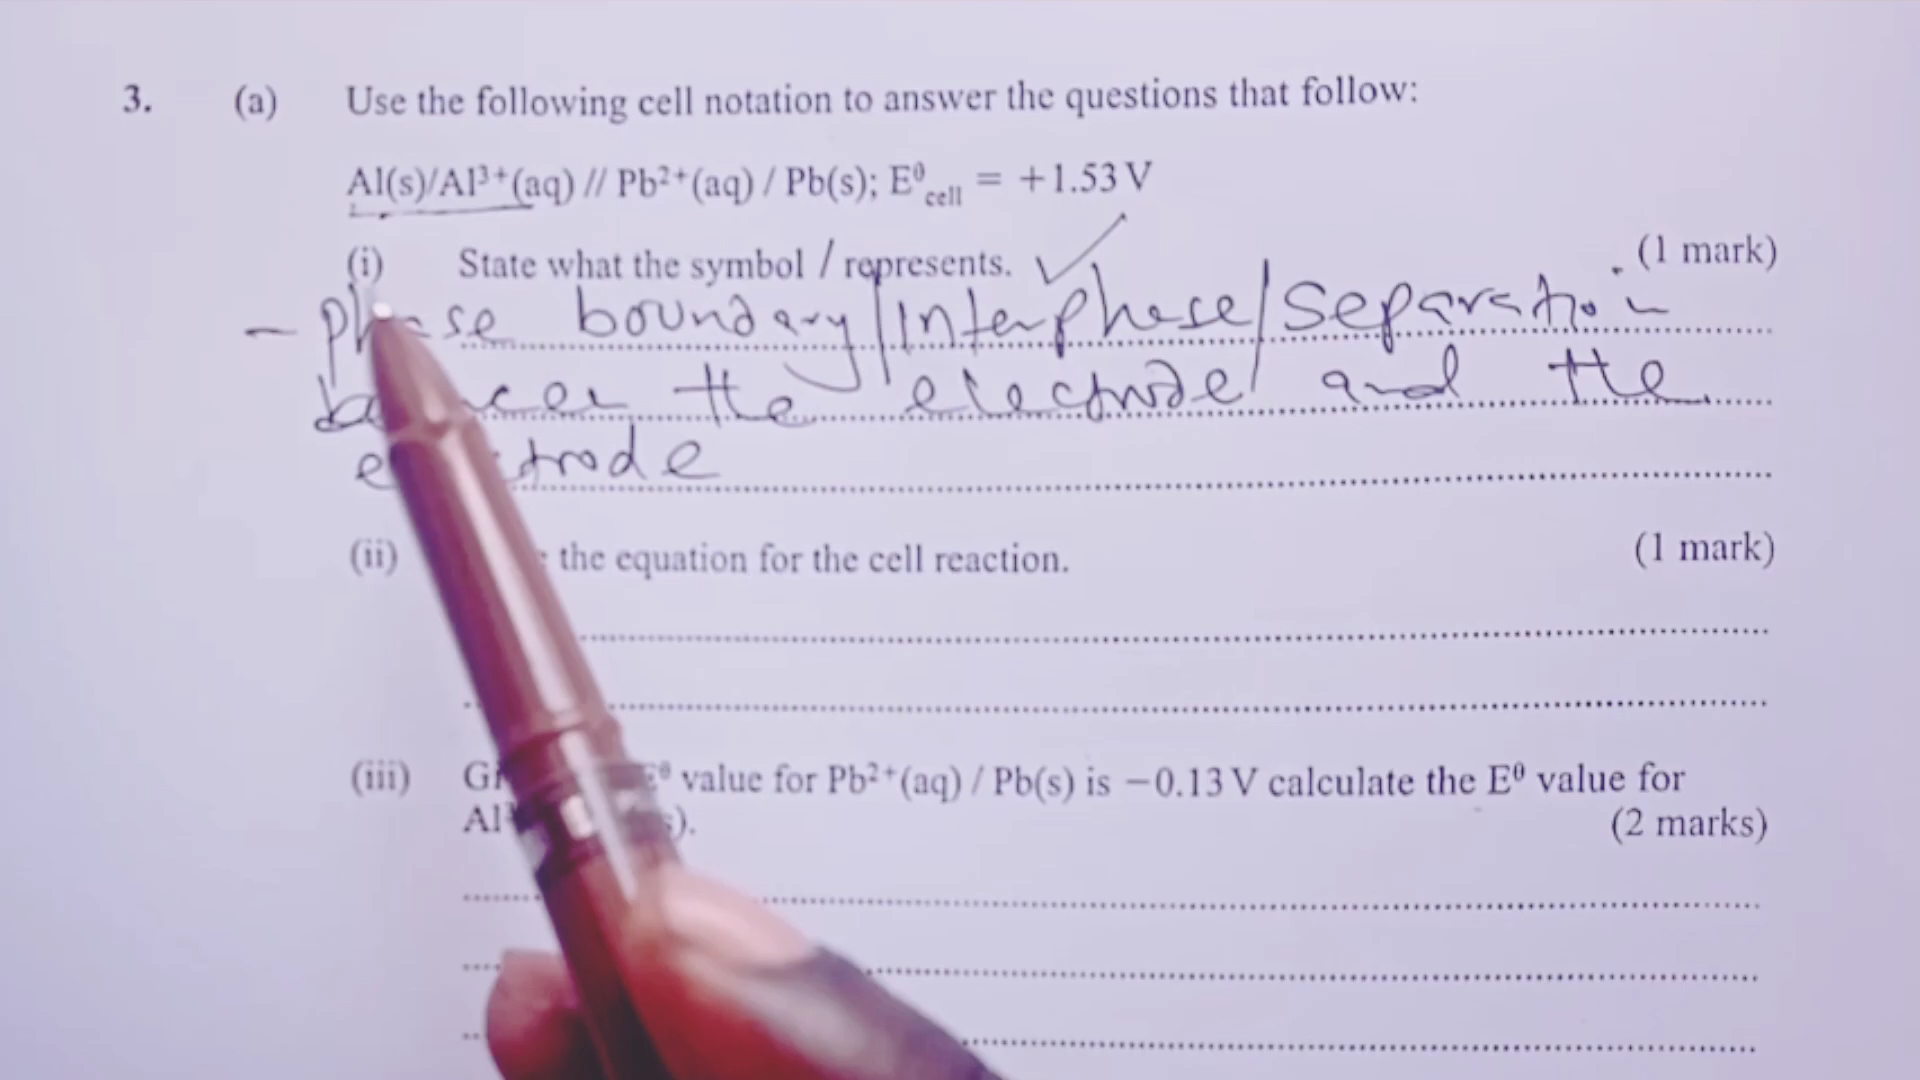 3. (a) Use the following cell notation to answer the questions that follow:
Al(s)/Al³⁺(aq) // Pb²⁺(aq) / Pb(s); E⁰cell = +1.53 V
(i) State what the symbol / represents. ✓ (1 mark)
- phase boundary/Interphase/Separation
the electrode and the
(ii) the equation for the cell reaction. (1 mark)
(iii) value for Pb²⁺(aq) / Pb(s) is −0.13 V calculate the E⁰ value for
(2 marks)